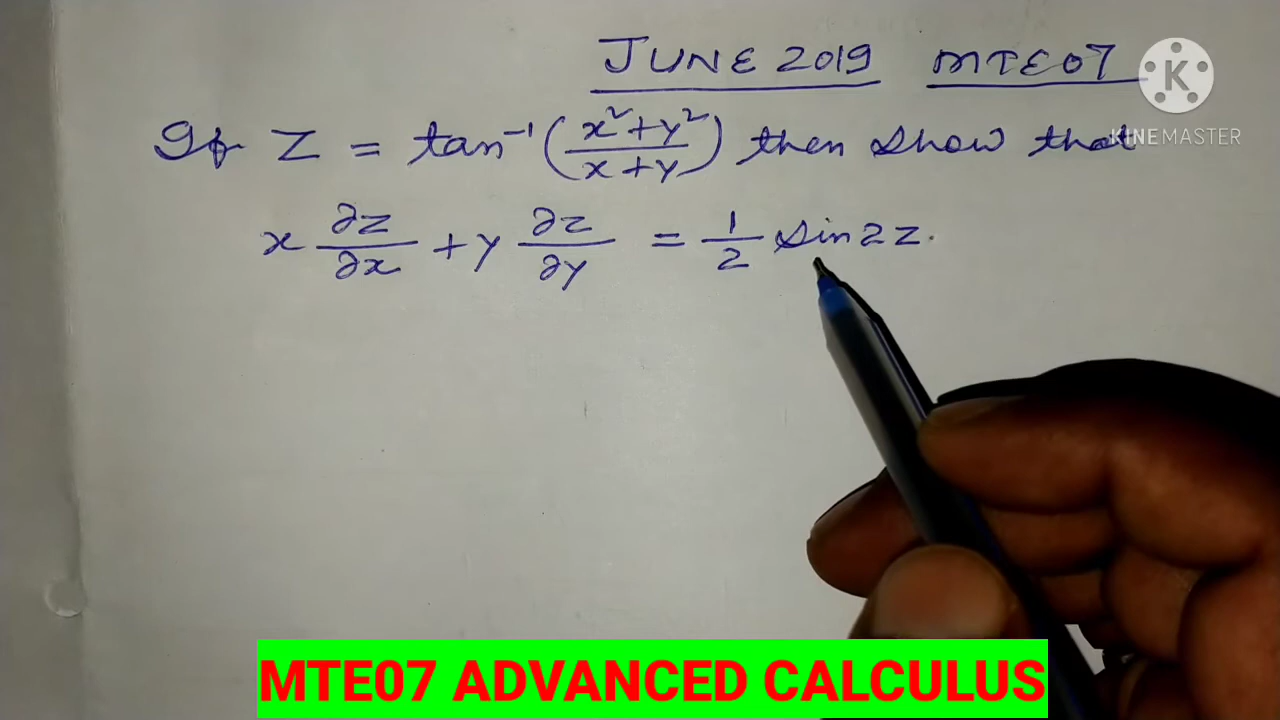 JUNE 2019 MTE07
K
KINEMASTER
If Z = tan⁻¹ (x²+y² / x+y) then show that
x ∂z/∂x + y ∂z/∂y = 1/2 sin2z.
MTE07 ADVANCED CALCULUS